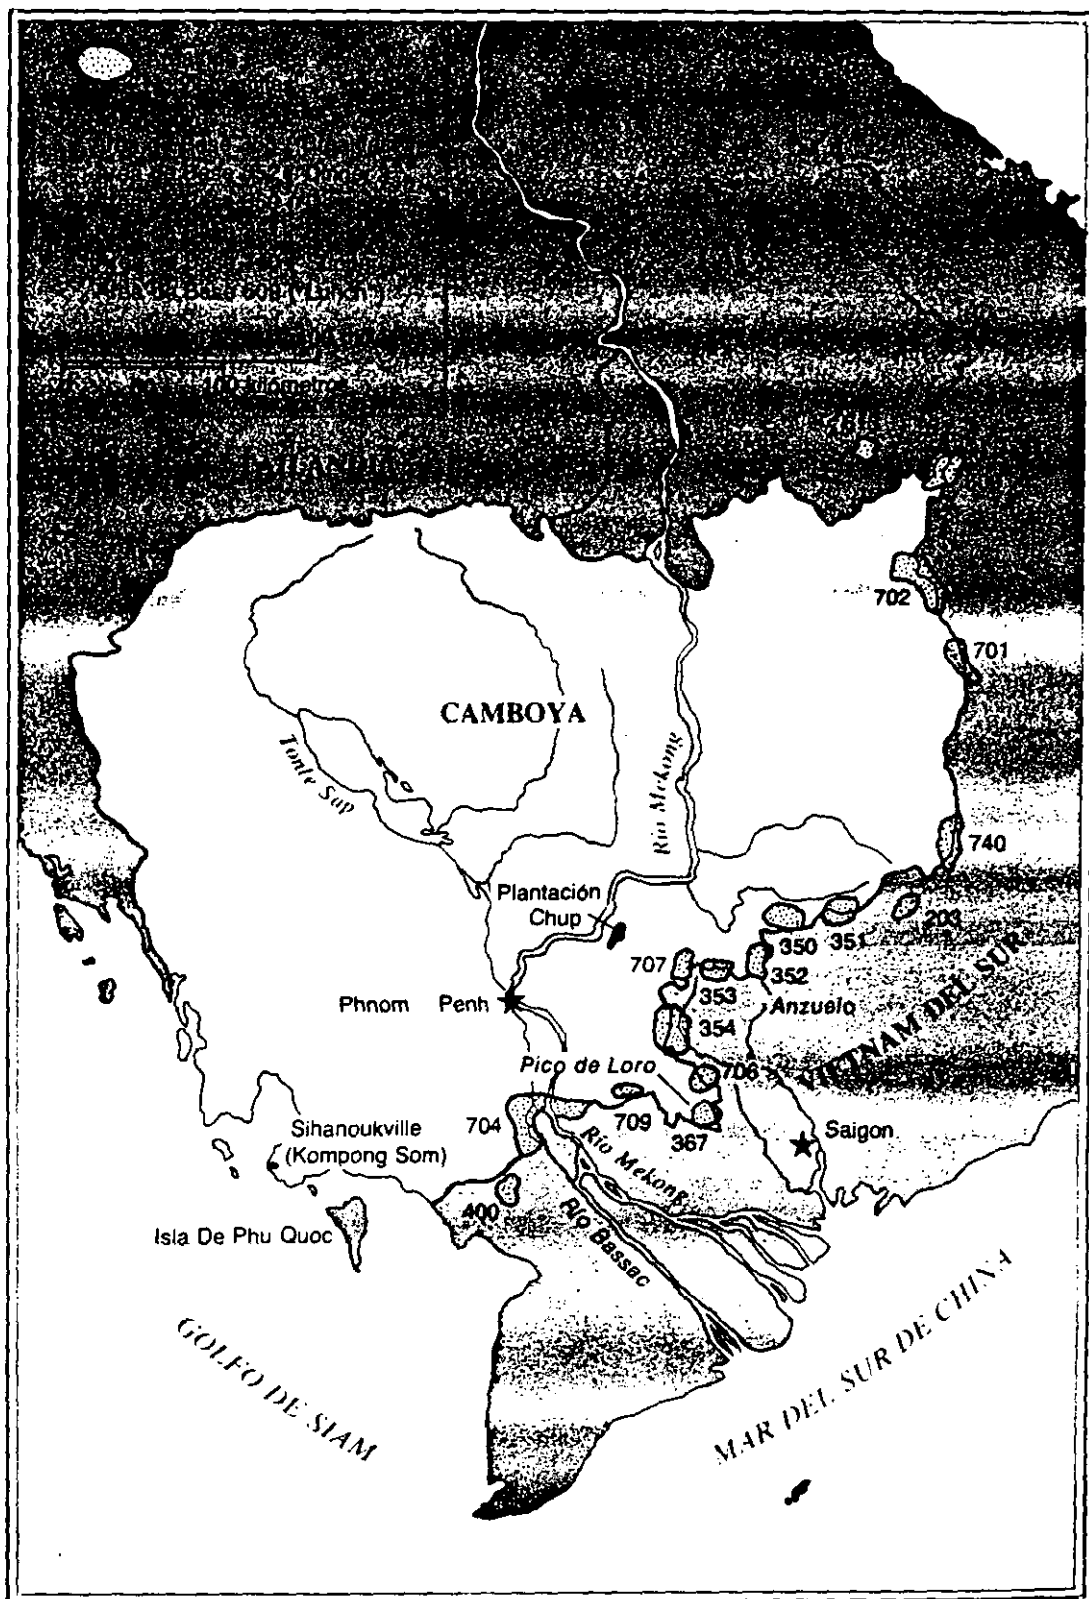 100 kilómetros
702
701
CAMBOYA
Tonle Sap
Río Mekong
740
Plantación
Chup
203
350
351
707
352
353
Anzuelo
Phnom Penh
354
VIETNAM DEL SUR
Pico de Loro
706
704
709
367
Saigon
Sihanoukville
(Kompong Som)
Río Mekong
400
Río Bassac
Isla De Phu Quoc
GOLFO DE SIAM
MAR DEL SUR DE CHINA